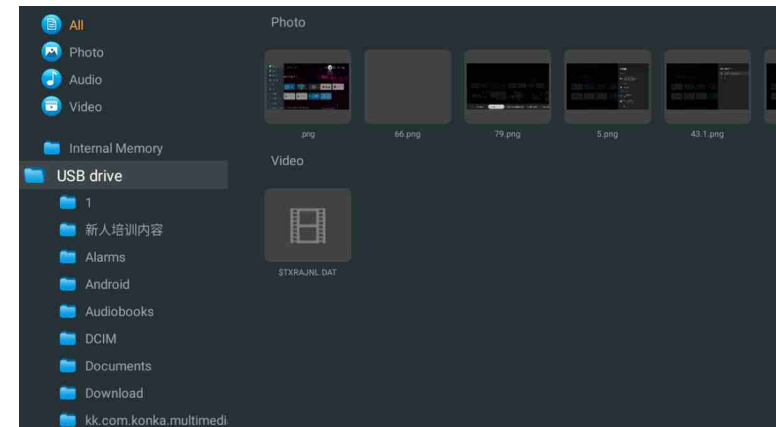 All
Photo
Audio
Video
Internal Memory
USB drive
1
新人培训内容
Alarms
Android
Audiobooks
DCIM
Documents
Download
kk.com.konka.multimedi
Photo
png
66.png
79.png
5.png
43.1.png
Video
$TXRAJNL.DAT